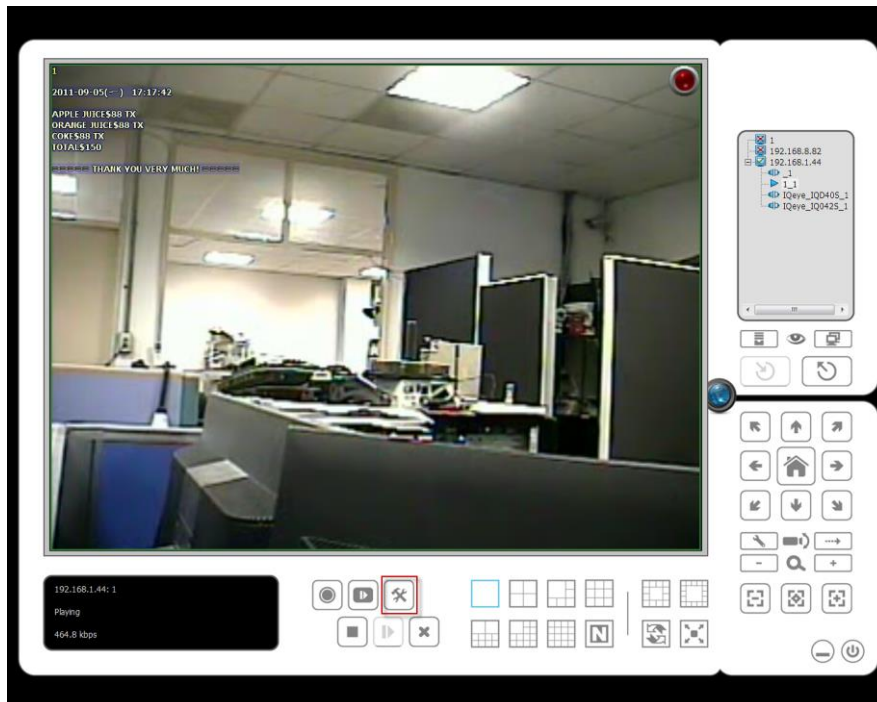 1
2011-09-05(一) 17:17:42
APPLE JUICE$88 TX
ORANGE JUICE$88 TX
COKE$88 TX
TOTAL$150
THANK YOU VERY MUCH!
1
192.168.8.82
192.168.1.44
_1
1_1
IQeye_IQD40S_1
IQeye_IQ042S_1
192.168.1.44: 1
Playing
464.8 kbps
N